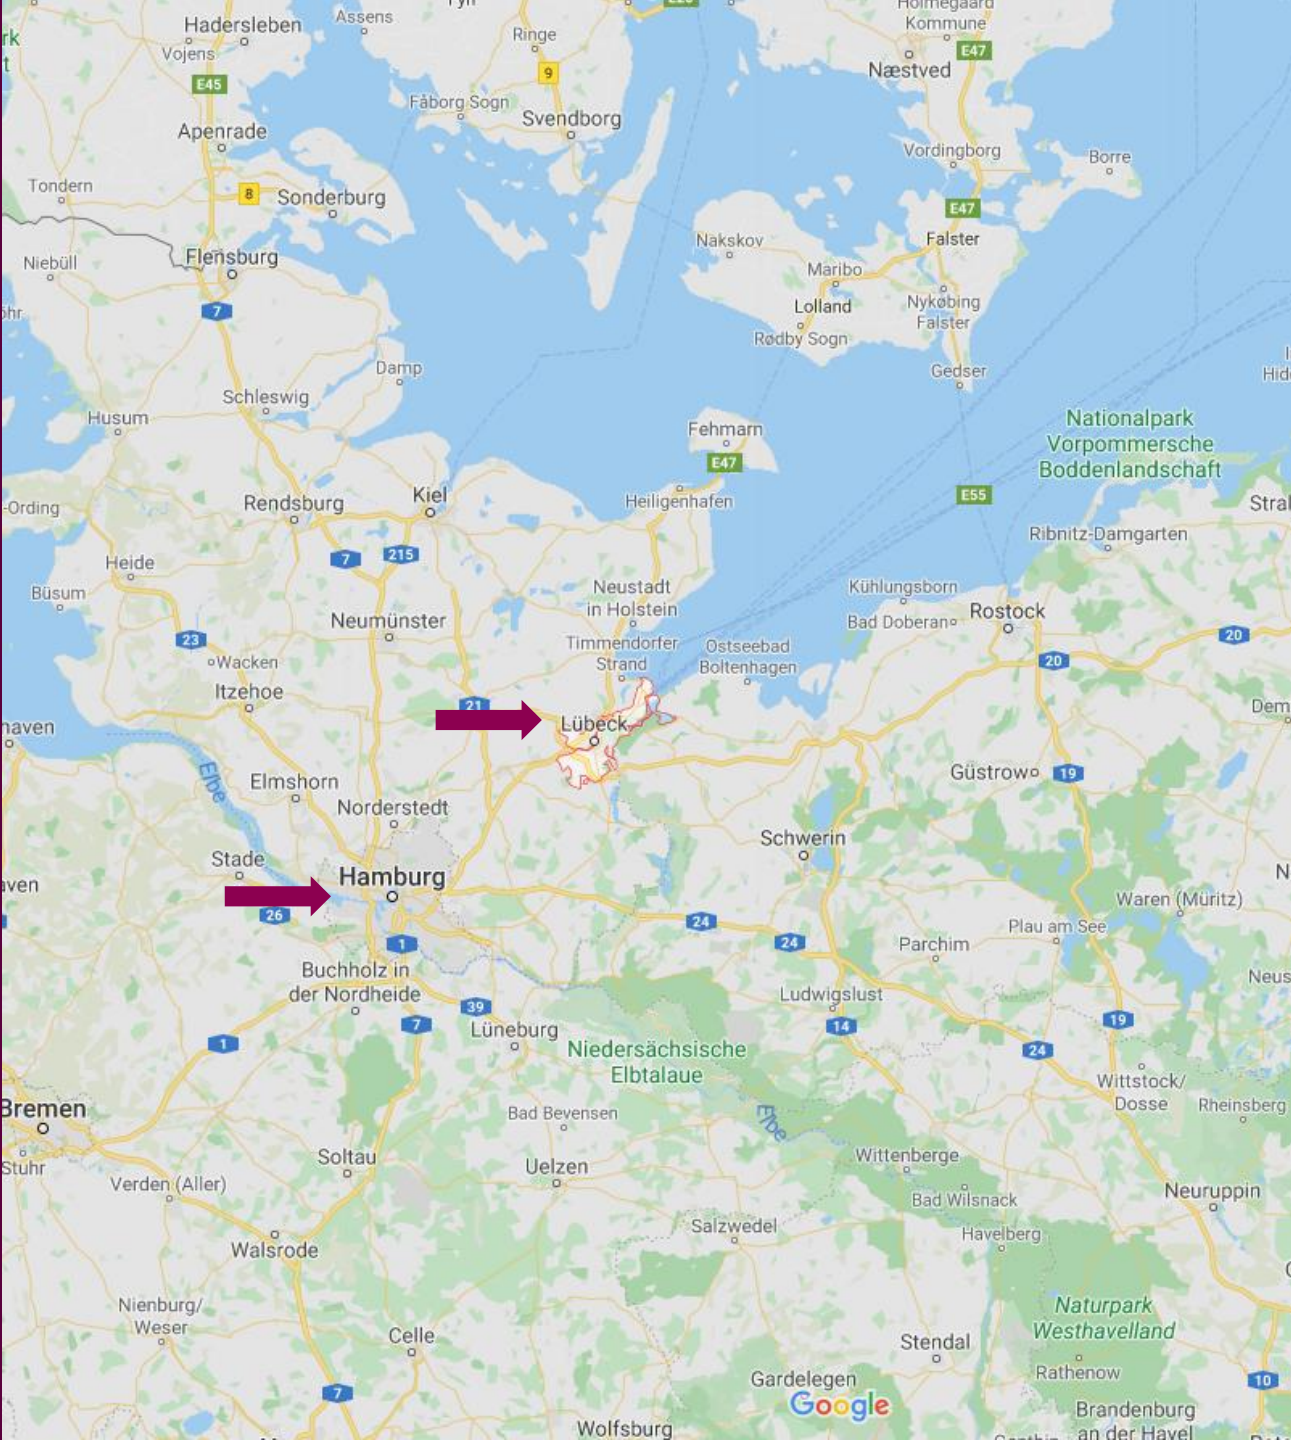 Assens
Holmegaard
Kommune
Hadersleben
Vojens
Ringe
E47
9
Næstved
E45
Fåborg Sogn
Svendborg
Apenrade
Vordingborg
Borre
Tondern
8
Sonderburg
E47
Nakskov
Falster
Flensburg
Niebüll
Maribo
Lolland
Nykøbing
Falster
7
Rødby Sogn
Damp
Gedser
Schleswig
Husum
Nationalpark
Vorpommersche
Boddenlandschaft
Fehmarn
E47
Kiel
Rendsburg
Heiligenhafen
E55
-Ording
Ribnitz-Damgarten
7
215
Heide
Büsum
Neustadt
in Holstein
Kühlungsborn
Rostock
Neumünster
Bad Doberan
23
Timmendorfer
Strand
Ostseebad
Boltenhagen
20
20
Wacken
Itzehoe
21
Lübeck
haven
Elbe
Elmshorn
Güstrow
19
Norderstedt
Schwerin
Stade
Hamburg
Waren (Müritz)
26
24
Plau am See
1
24
Parchim
Buchholz in
der Nordheide
Ludwigslust
39
7
Lüneburg
14
19
1
Niedersächsische
Elbtalaue
24
Wittstock/
Dosse
Rheinsberg
Bremen
Bad Bevensen
Elbe
Stuhr
Soltau
Uelzen
Wittenberge
Verden (Aller)
Bad Wilsnack
Neuruppin
Salzwedel
Havelberg
Walsrode
Nienburg/
Weser
Naturpark
Westhavelland
Celle
Stendal
Rathenow
Gardelegen
7
10
Google
Wolfsburg
Brandenburg
an der Havel